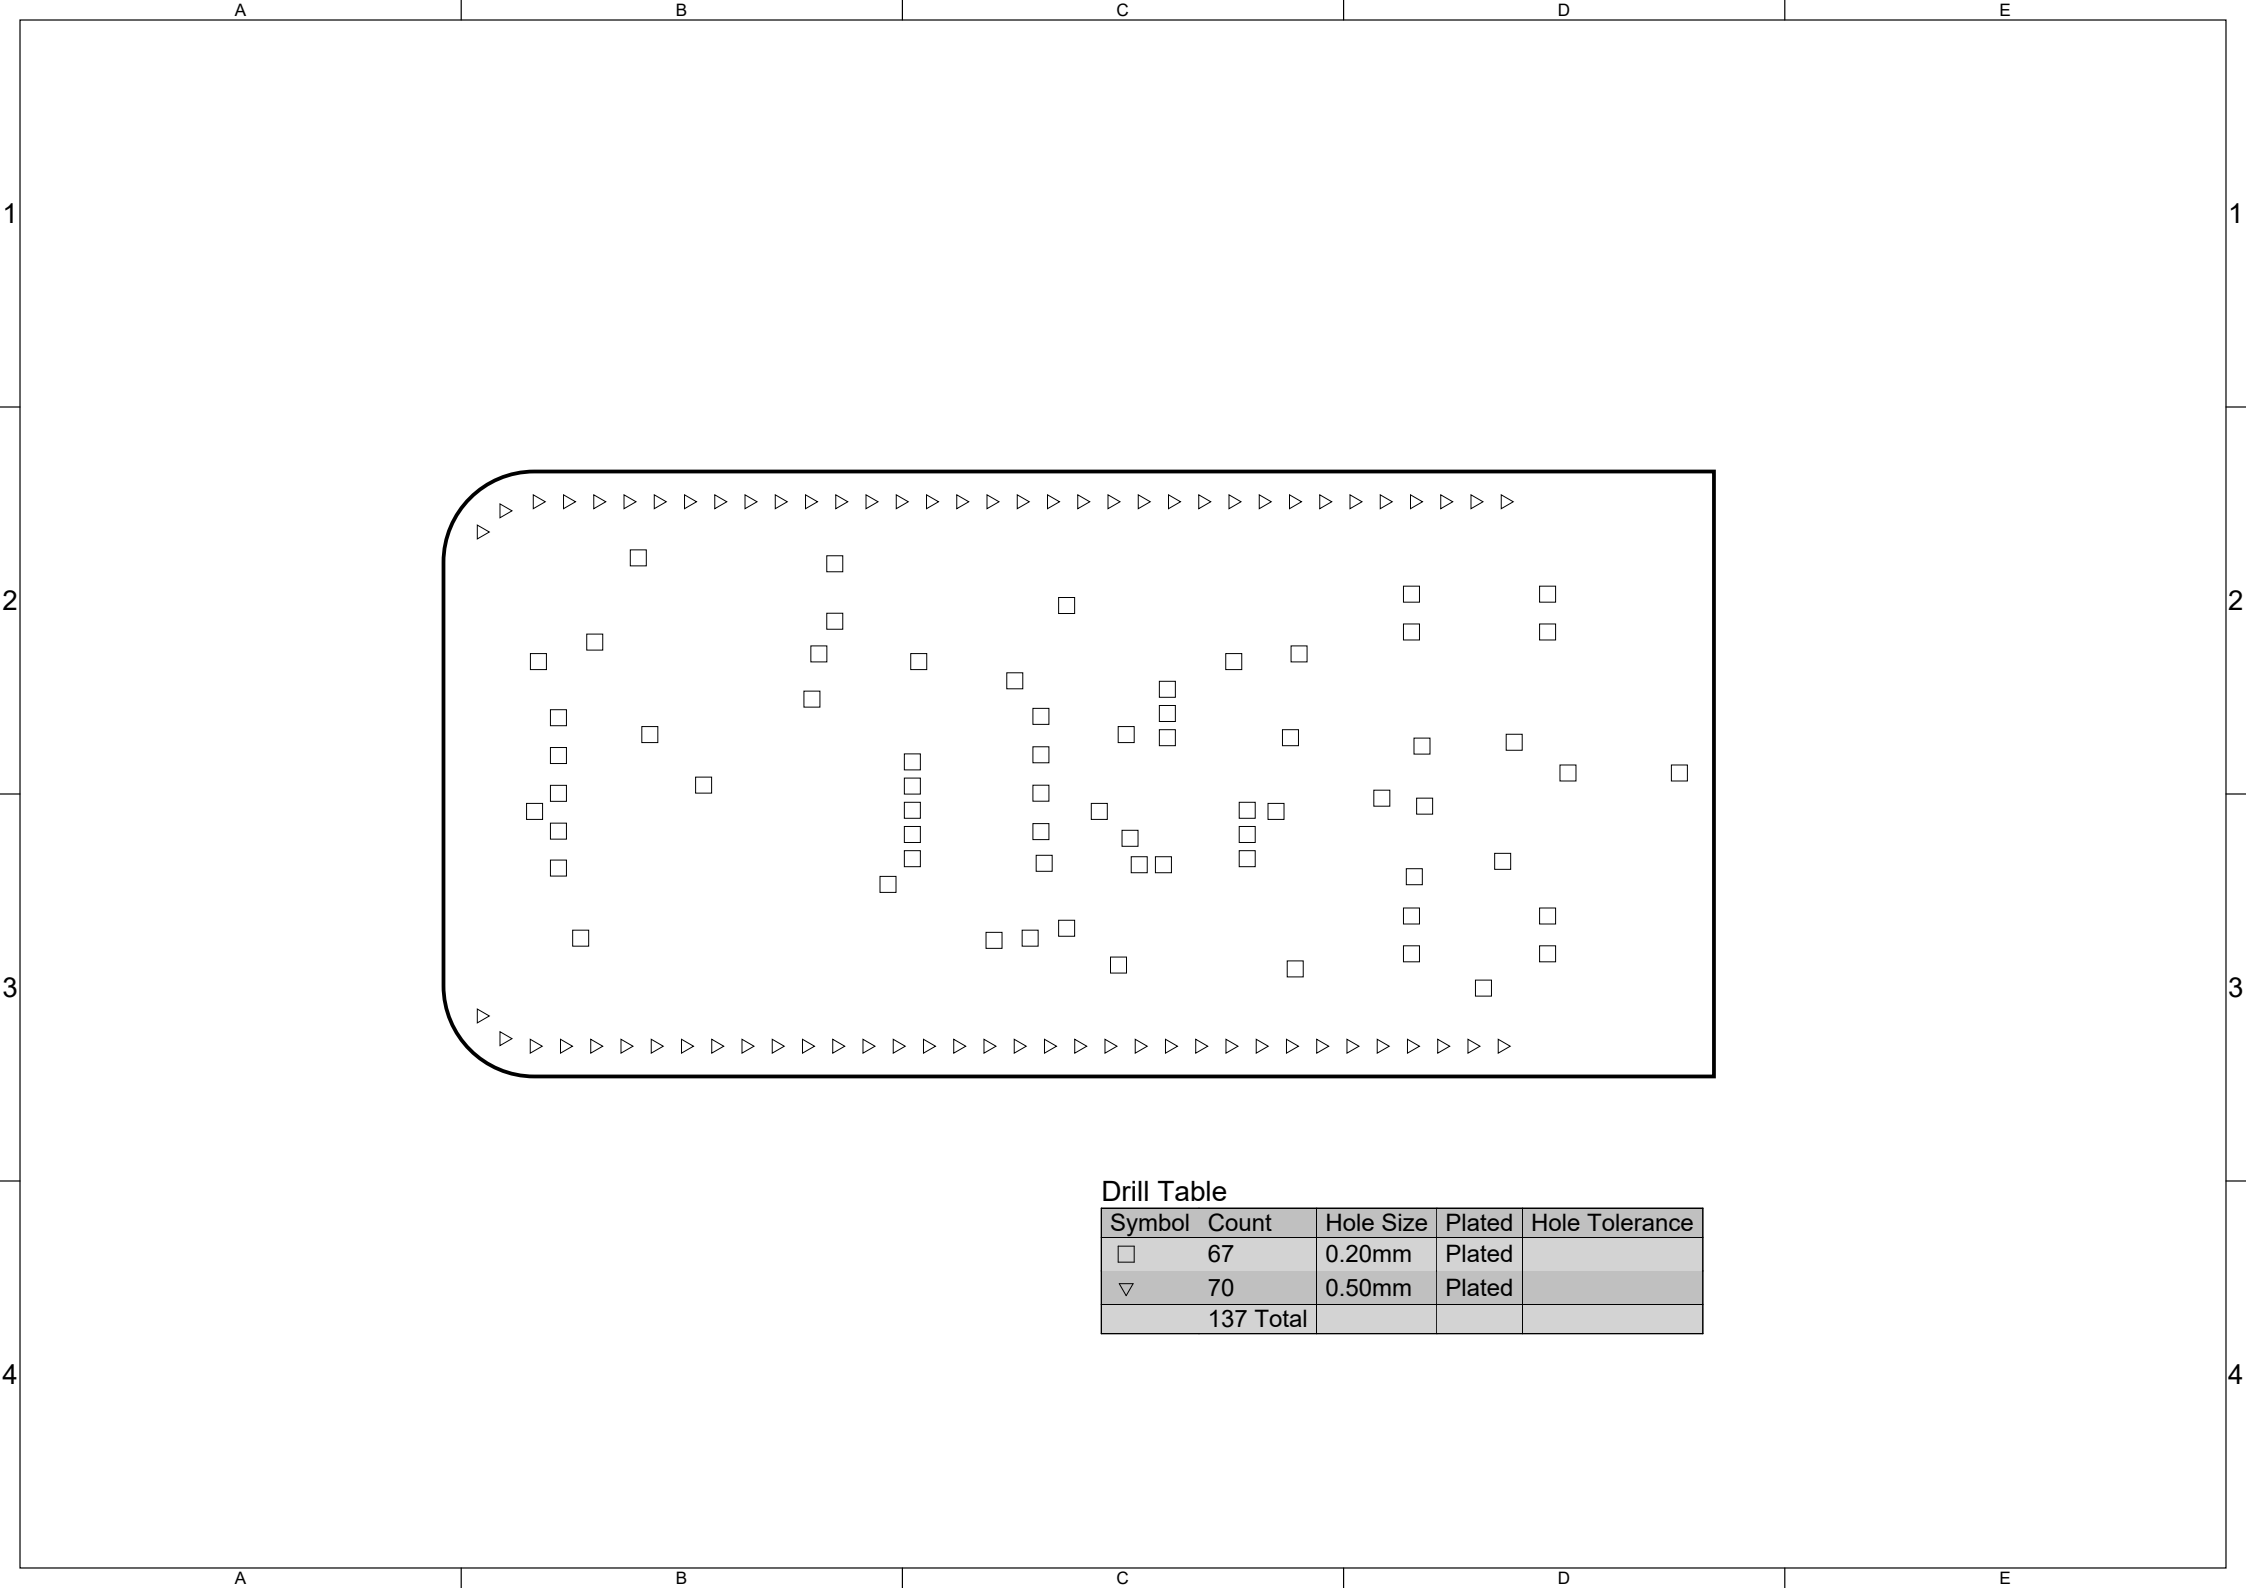 A B C D E
1 1
2 2
3 3
Drill Table
Symbol Count Hole Size Plated Hole Tolerance
67 0.20mm Plated
70 0.50mm Plated
137 Total
4 4
A B C D E